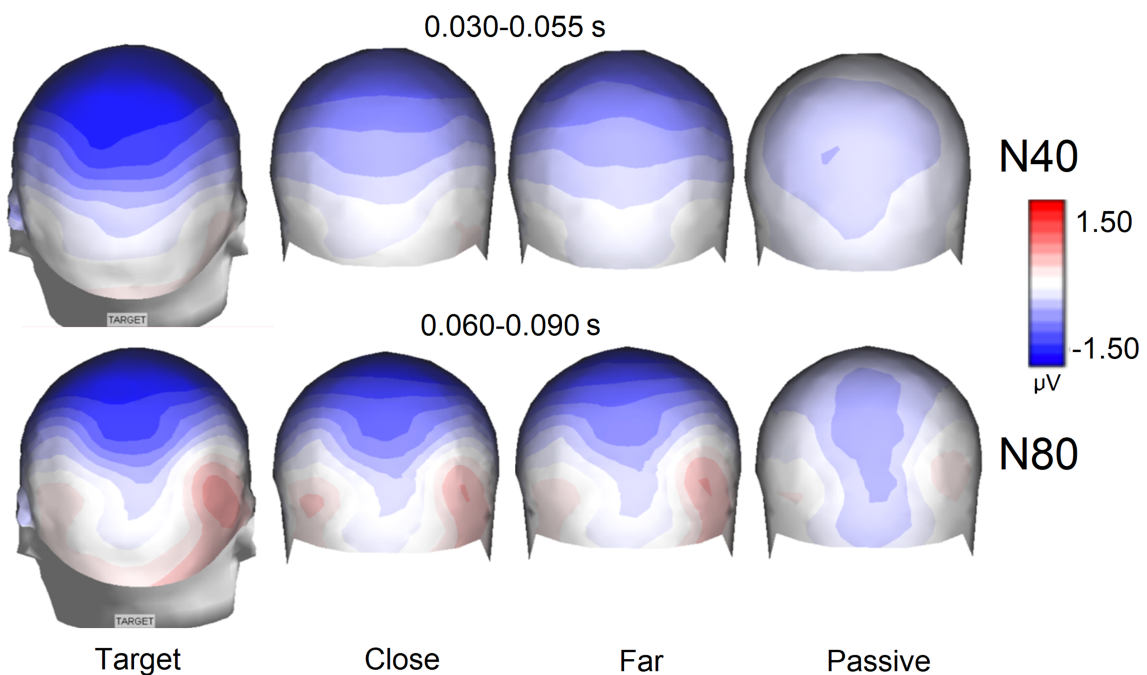 0.030-0.055 s
N40
1.50
-1.50
µV
TARGET
0.060-0.090 s
N80
TARGET
Target Close Far Passive